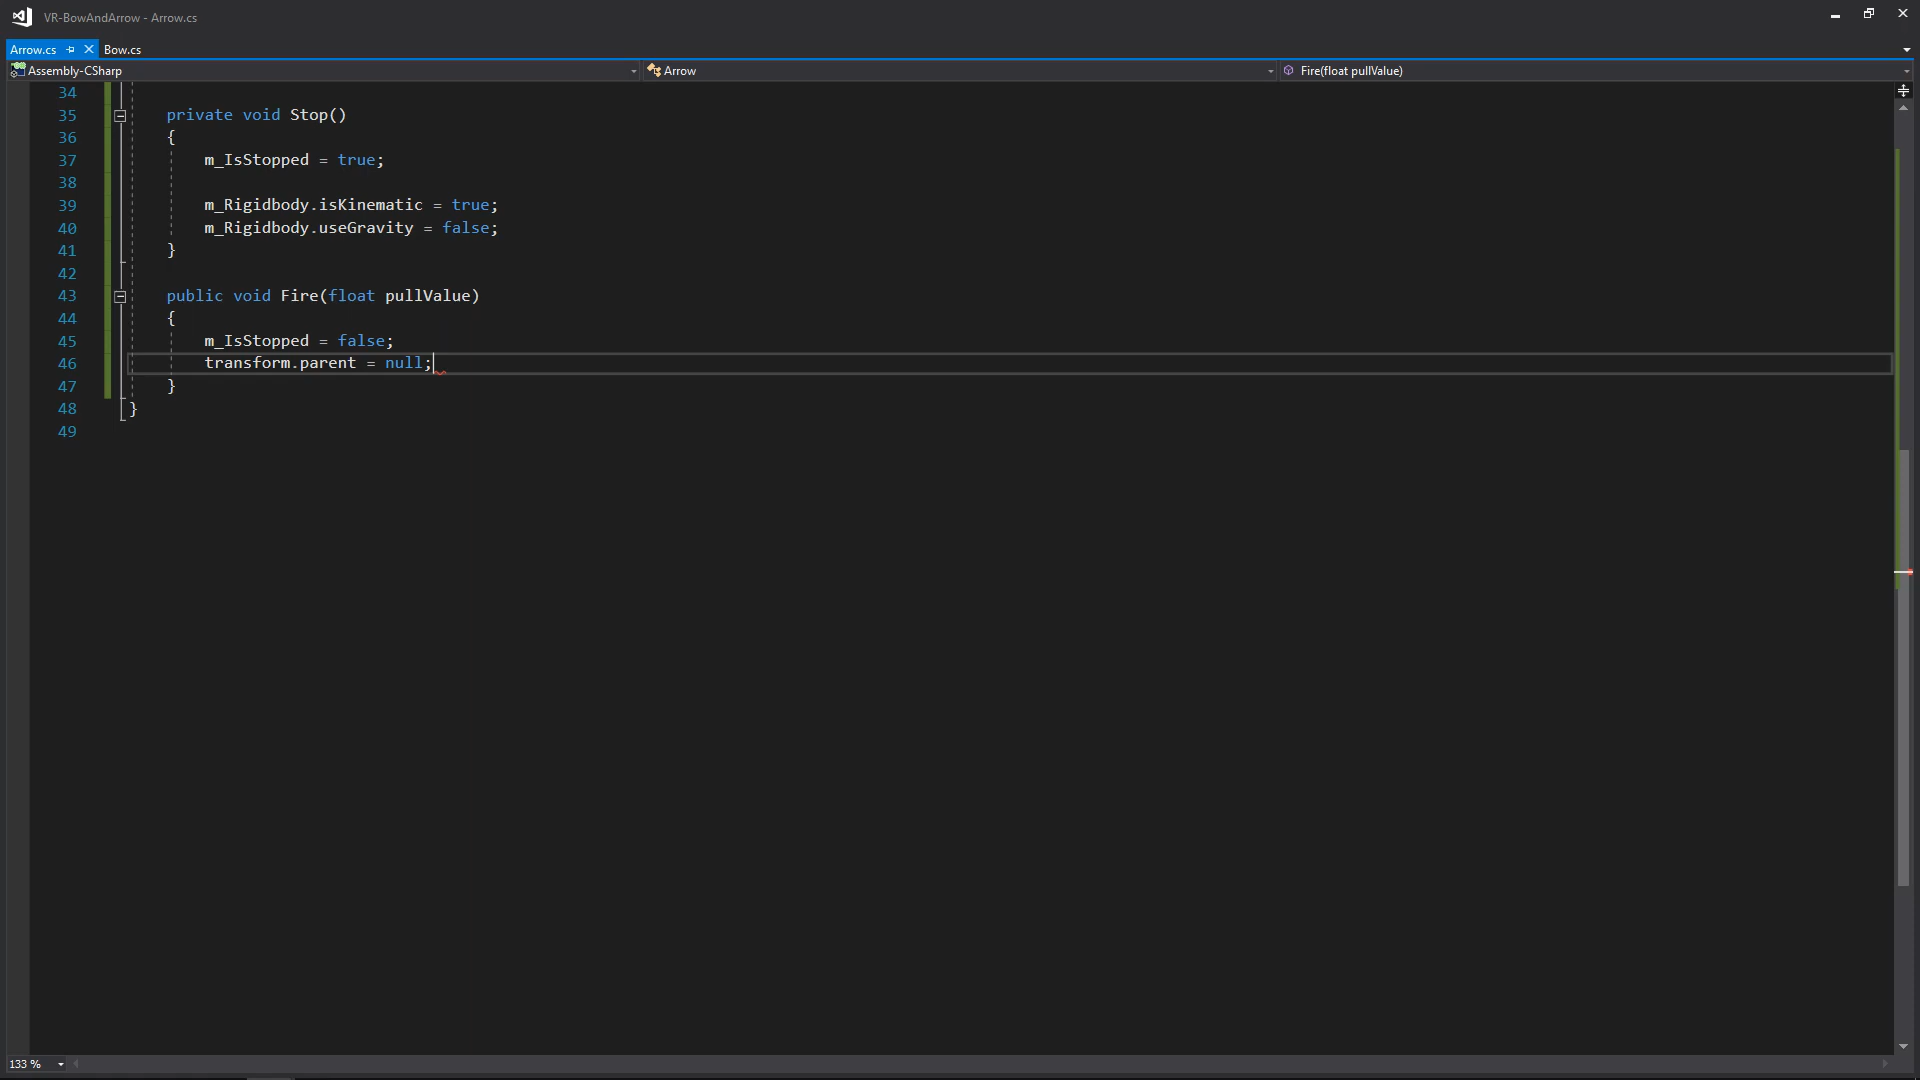 VR-BowAndArrow - Arrow.cs
Arrow.cs Bow.cs
Assembly-CSharp Arrow Fire(float pullValue)
34
35 private void Stop()
36 {
37 m_IsStopped = true;
38
39 m_Rigidbody.isKinematic = true;
40 m_Rigidbody.useGravity = false;
41 }
42
43 public void Fire(float pullValue)
44 {
45 m_IsStopped = false;
46 transform.parent = null;
47 }
48 }
49
133 %